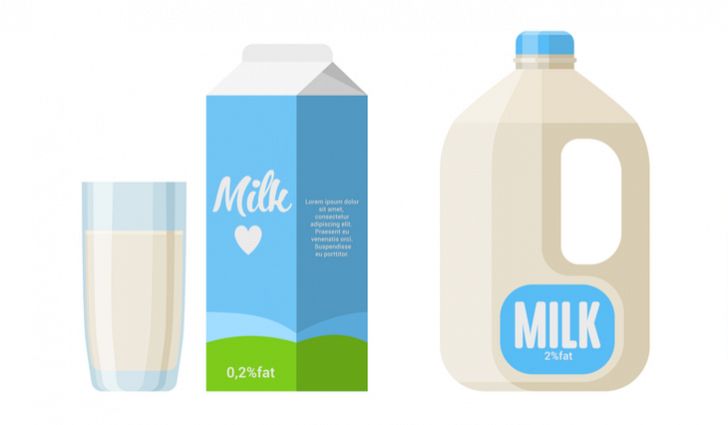 Milk
Lorem ipsum dolor
sit amet,
consectetur
adipiscing elit.
Praesent eu
venenatis orci.
Suspendisse
eu porttitor.
0,2%fat
MILK
2%fat